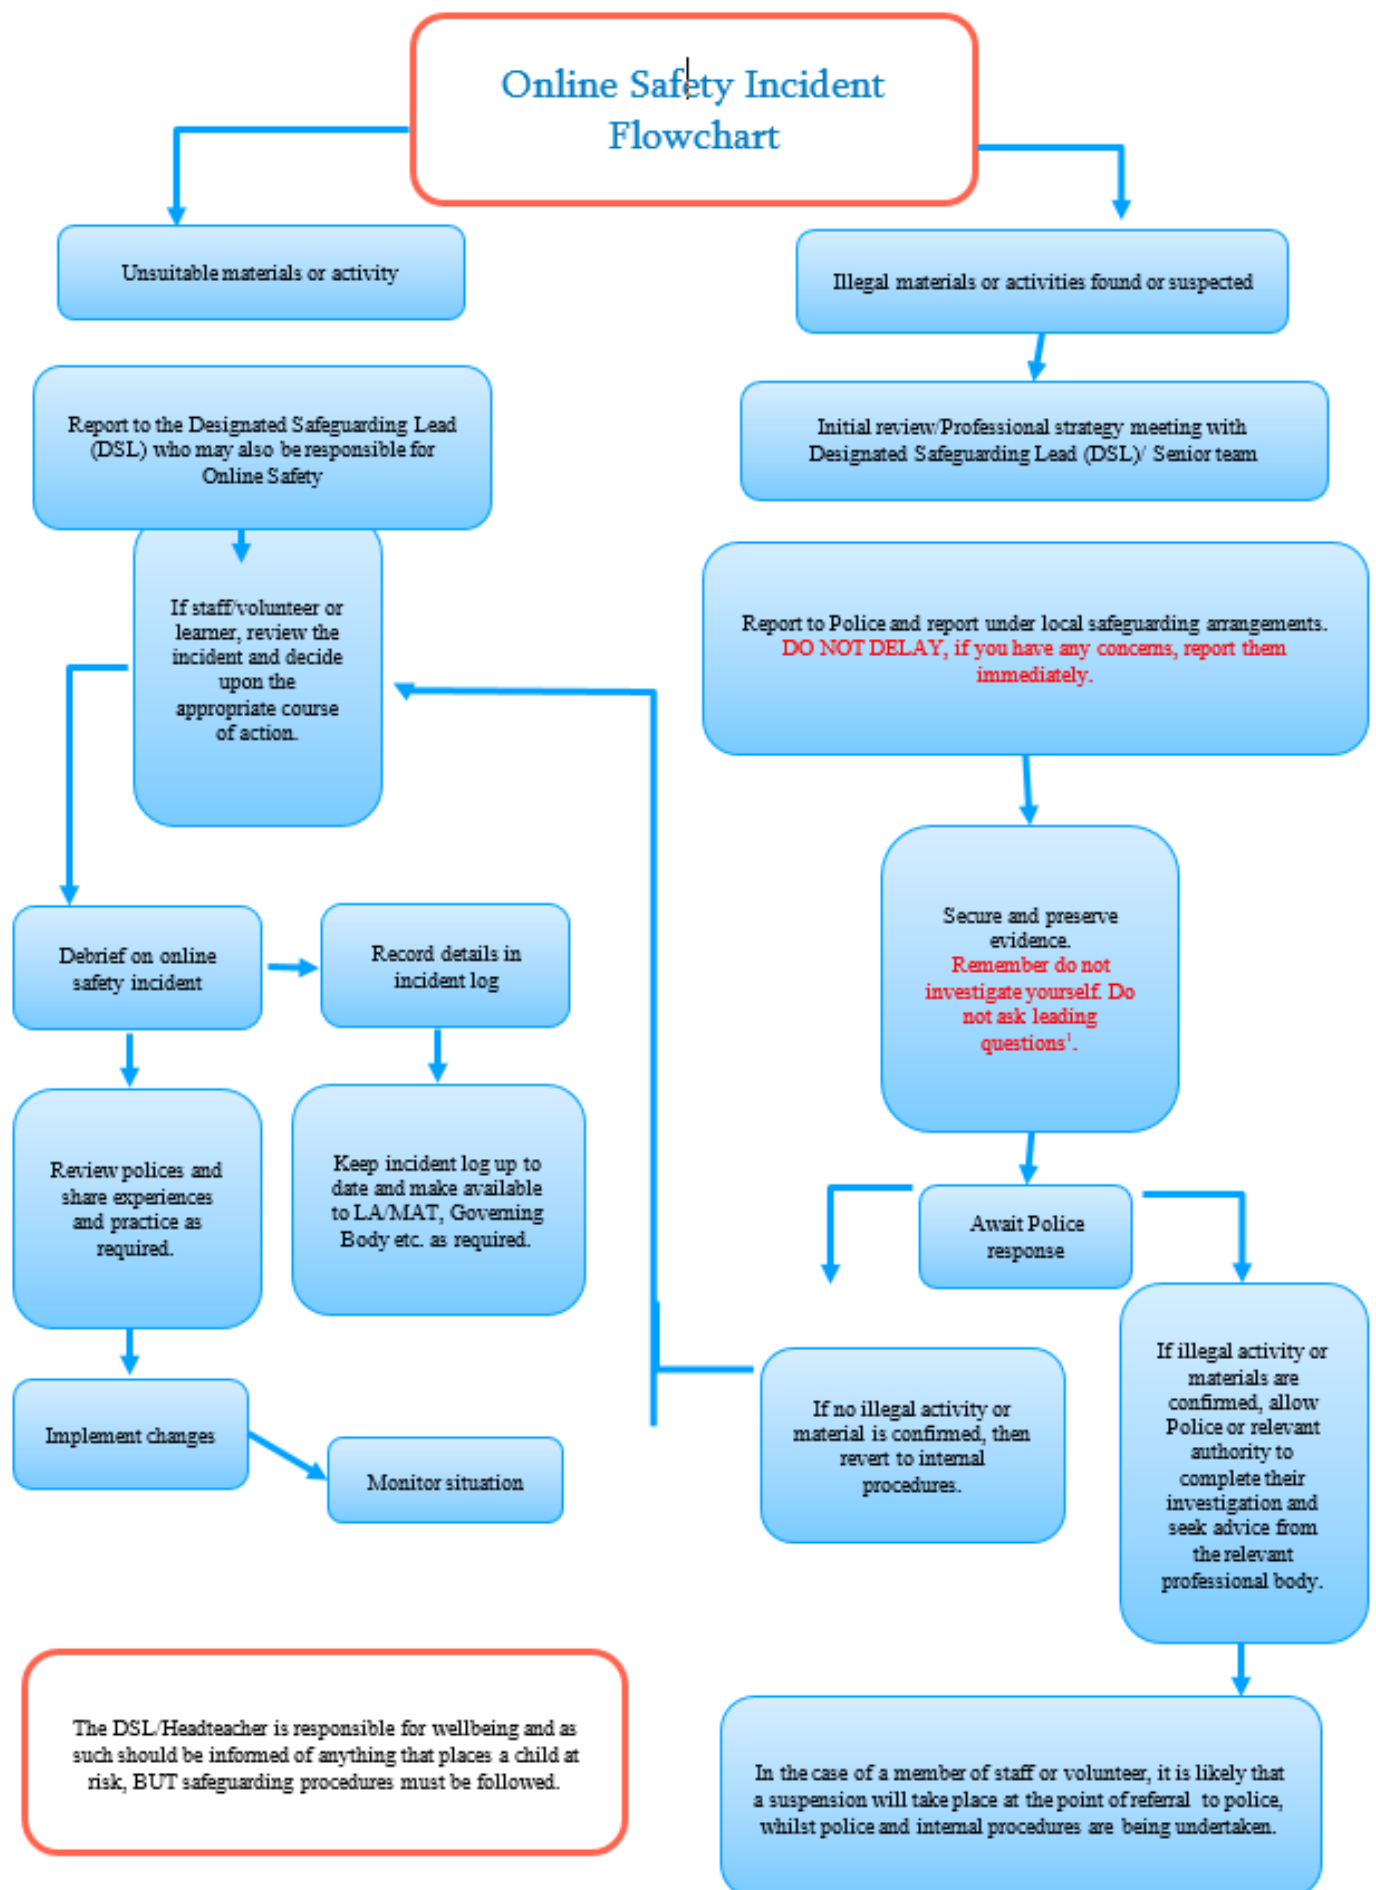 Online Safety Incident
Flowchart
Unsuitable materials or activity
Illegal materials or activities found or suspected
Report to the Designated Safeguarding Lead
(DSL) who may also be responsible for
Online Safety
Initial review/Professional strategy meeting with
Designated Safeguarding Lead (DSL)/ Senior team
If staff/volunteer or
learner, review the
incident and decide
upon the
appropriate course
of action.
Report to Police and report under local safeguarding arrangements.
DO NOT DELAY, if you have any concerns, report them
immediately.
Secure and preserve
evidence.
Remember do not
investigate yourself. Do
not ask leading
questions¹.
Debrief on online
safety incident
Record details in
incident log
Review polices and
share experiences
and practice as
required.
Keep incident log up to
date and make available
to LA/MAT, Governing
Body etc. as required.
Await Police
response
Implement changes
Monitor situation
If no illegal activity or
material is confirmed, then
revert to internal
procedures.
If illegal activity or
materials are
confirmed, allow
Police or relevant
authority to
complete their
investigation and
seek advice from
the relevant
professional body.
The DSL/Headteacher is responsible for wellbeing and as
such should be informed of anything that places a child at
risk, BUT safeguarding procedures must be followed.
In the case of a member of staff or volunteer, it is likely that
a suspension will take place at the point of referral to police,
whilst police and internal procedures are being undertaken.